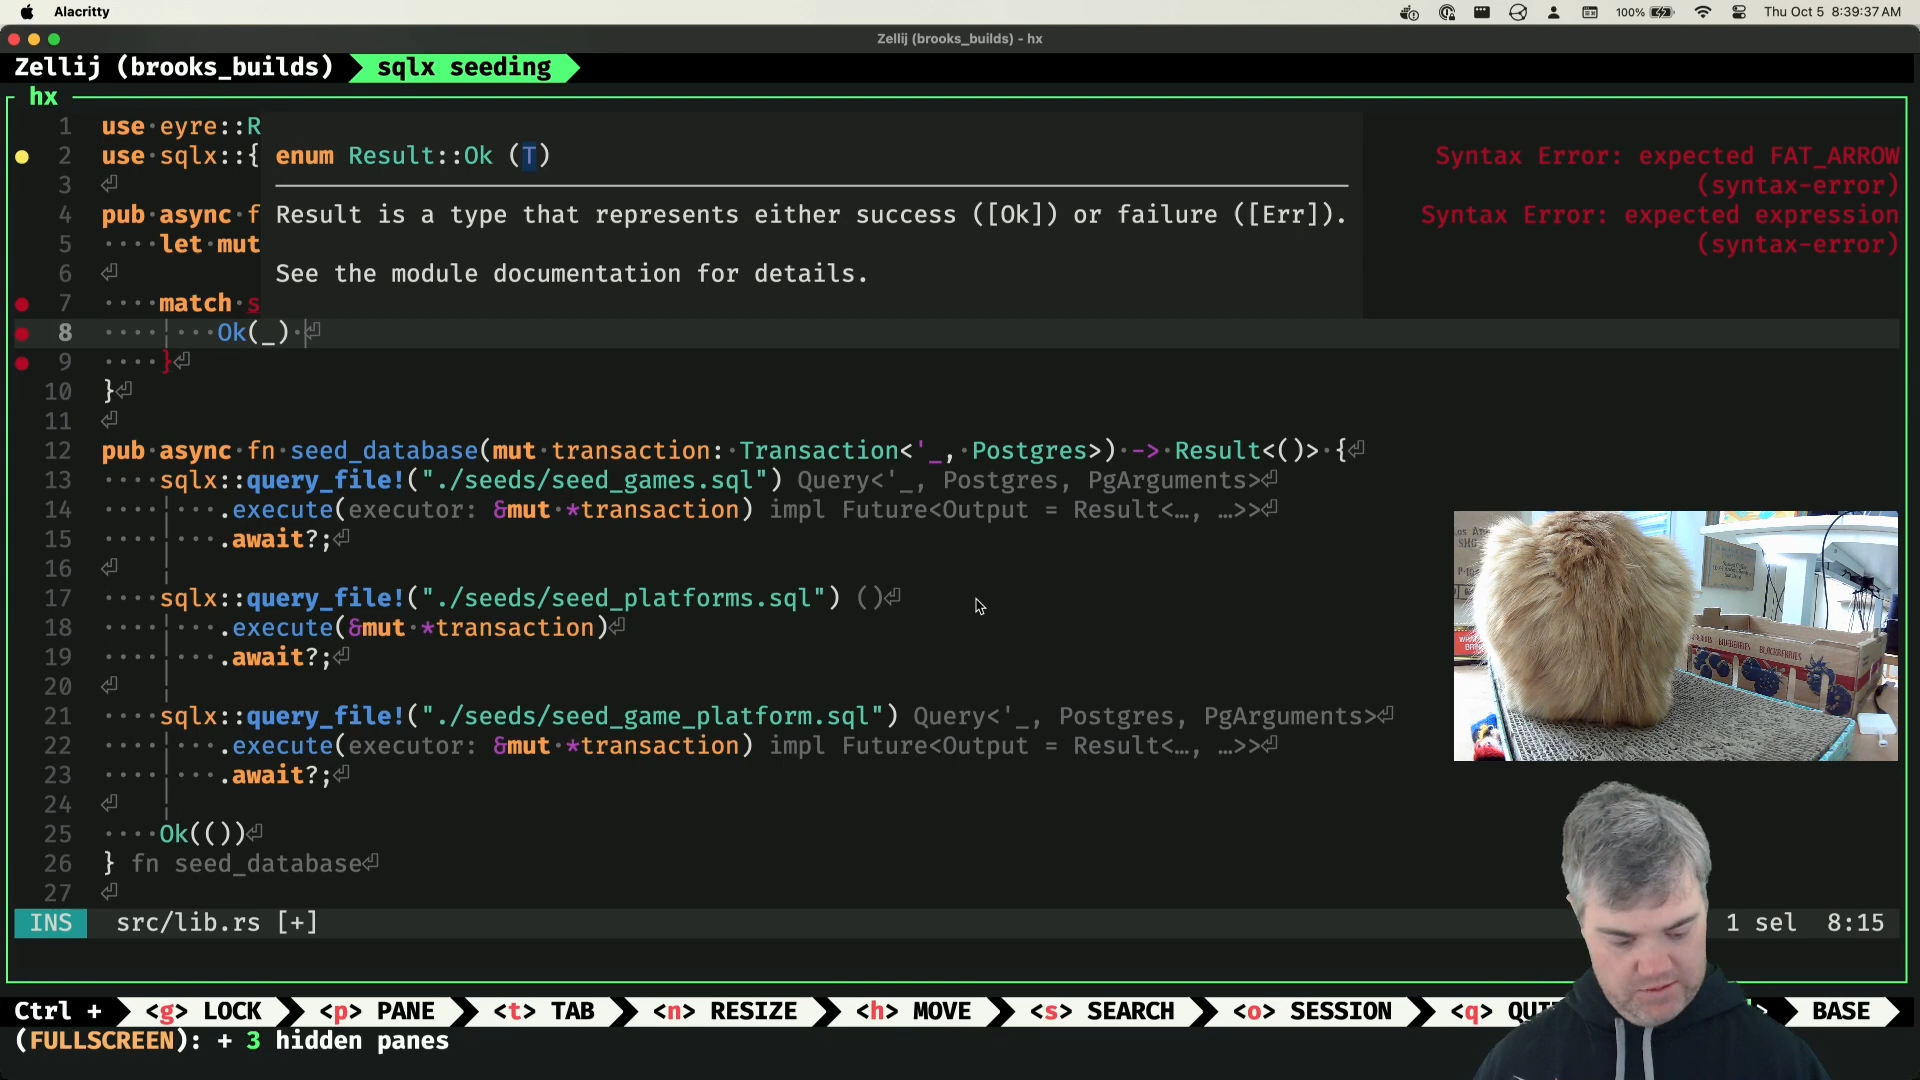 Alacritty
100%
Thu Oct 5 8:39:37 AM
Zellij (brooks_builds) - hx
Zellij (brooks_builds) sqlx seeding
hx
1 use·eyre::R
2 use·sqlx::{
3
4 pub·async·f
5 ····let·mut
6
7 ····match·s
8 ········Ok(_)·
9 ····}
10 }
11
12 pub·async·fn·seed_database(mut·transaction:·Transaction<'_,·Postgres>)·->·Result<()>·{
13 ····sqlx::query_file!("./seeds/seed_games.sql") Query<'_, Postgres, PgArguments>
14 ········.execute(executor: &mut·*transaction) impl Future<Output = Result<…, …>>
15 ········.await?;
16
17 ····sqlx::query_file!("./seeds/seed_platforms.sql") ()
18 ········.execute(&mut·*transaction)
19 ········.await?;
20
21 ····sqlx::query_file!("./seeds/seed_game_platform.sql") Query<'_, Postgres, PgArguments>
22 ········.execute(executor: &mut·*transaction) impl Future<Output = Result<…, …>>
23 ········.await?;
24
25 ····Ok(())
26 } fn seed_database
27
enum Result::Ok (T)
Result is a type that represents either success ([Ok]) or failure ([Err]).
See the module documentation for details.
Syntax Error: expected FAT_ARROW
(syntax-error)
Syntax Error: expected expression
(syntax-error)
BLUEBERRIES BLACKBERRIES
INS src/lib.rs [+] 1 sel 8:15
Ctrl + <g> LOCK <p> PANE <t> TAB <n> RESIZE <h> MOVE <s> SEARCH <o> SESSION <q> QUI BASE
(FULLSCREEN): + 3 hidden panes